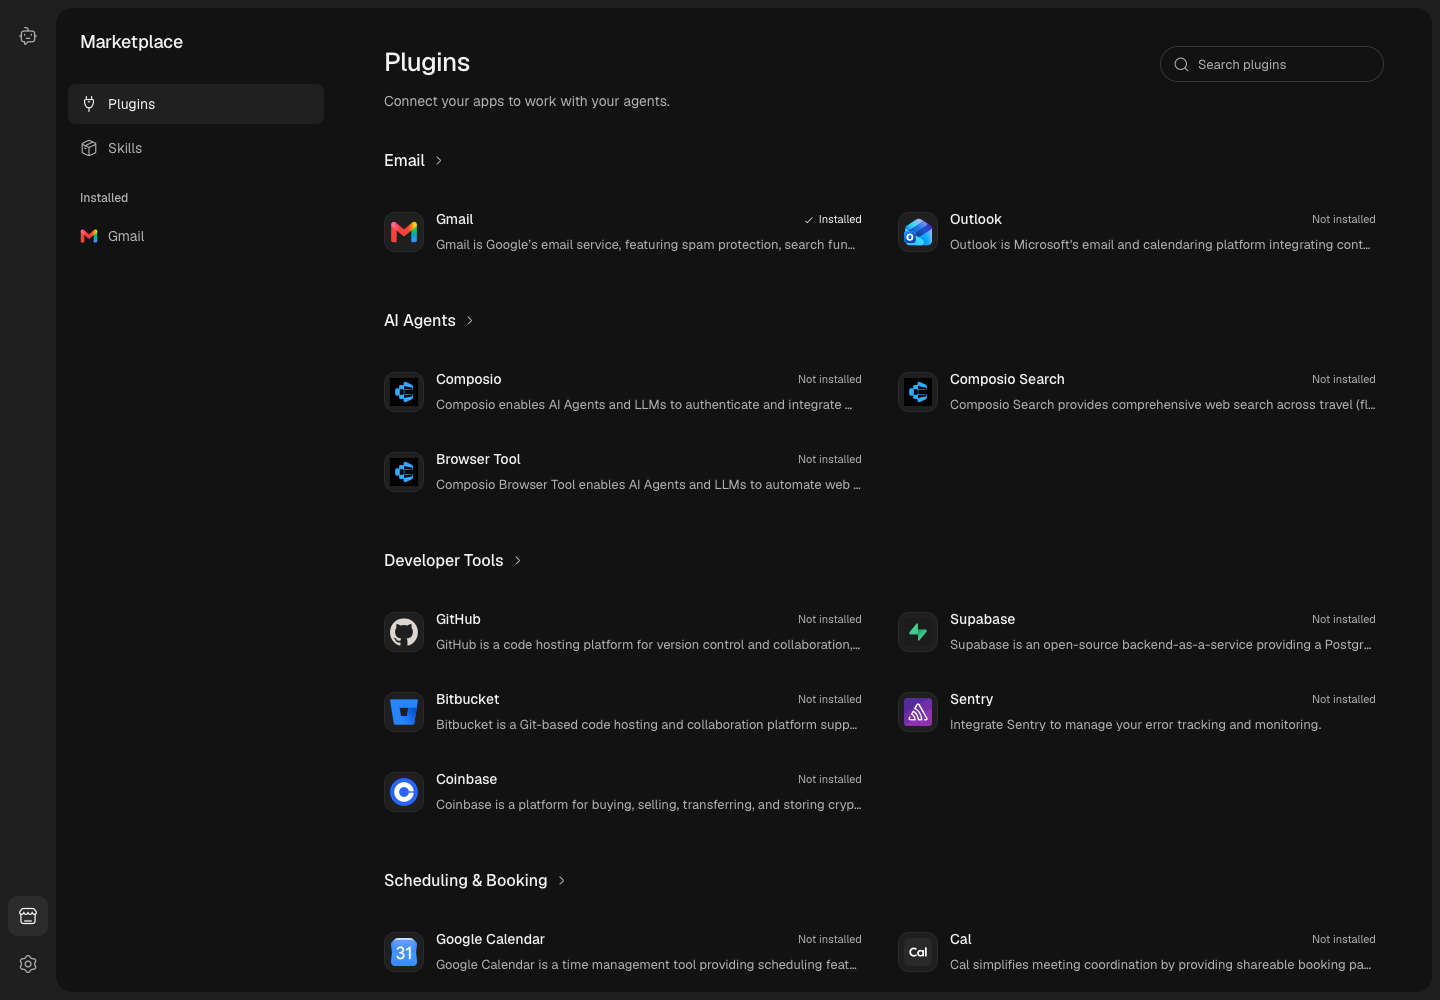 Marketplace
Plugins
Skills
Installed
Gmail
Plugins
Search plugins
Connect your apps to work with your agents.
Email
Gmail
Installed
Gmail is Google's email service, featuring spam protection, search fun...
Outlook
Not installed
Outlook is Microsoft's email and calendaring platform integrating cont...
AI Agents
Composio
Not installed
Composio enables AI Agents and LLMs to authenticate and integrate ...
Composio Search
Not installed
Composio Search provides comprehensive web search across travel (fl...
Browser Tool
Not installed
Composio Browser Tool enables AI Agents and LLMs to automate web ...
Developer Tools
GitHub
Not installed
GitHub is a code hosting platform for version control and collaboration,...
Supabase
Not installed
Supabase is an open-source backend-as-a-service providing a Postgr...
Bitbucket
Not installed
Bitbucket is a Git-based code hosting and collaboration platform supp...
Sentry
Not installed
Integrate Sentry to manage your error tracking and monitoring.
Coinbase
Not installed
Coinbase is a platform for buying, selling, transferring, and storing cryp...
Scheduling & Booking
31
Google Calendar
Not installed
Google Calendar is a time management tool providing scheduling feat...
Cal
Cal
Not installed
Cal simplifies meeting coordination by providing shareable booking pa...